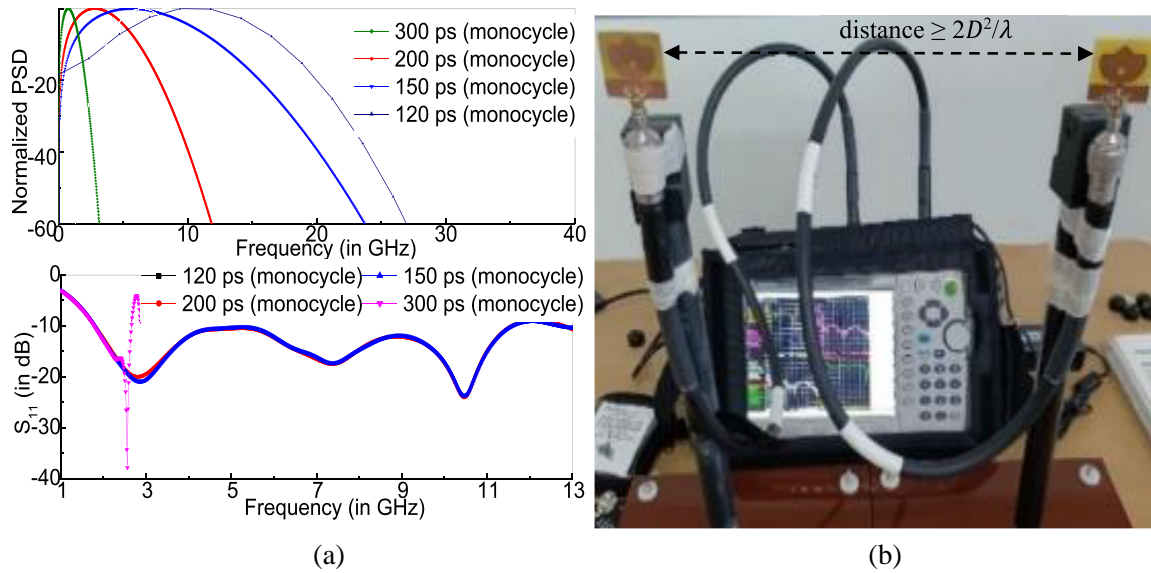 Normalized PSD
0
-20
-40
-60
300 ps (monocycle)
200 ps (monocycle)
150 ps (monocycle)
120 ps (monocycle)
0 10 20 30 40
Frequency (in GHz)
S11 (in dB)
0
-10
-20
-30
-40
120 ps (monocycle) 150 ps (monocycle)
200 ps (monocycle) 300 ps (monocycle)
1 3 5 7 9 11 13
Frequency (in GHz)
(a)
distance ≥ 2D²/λ
(b)